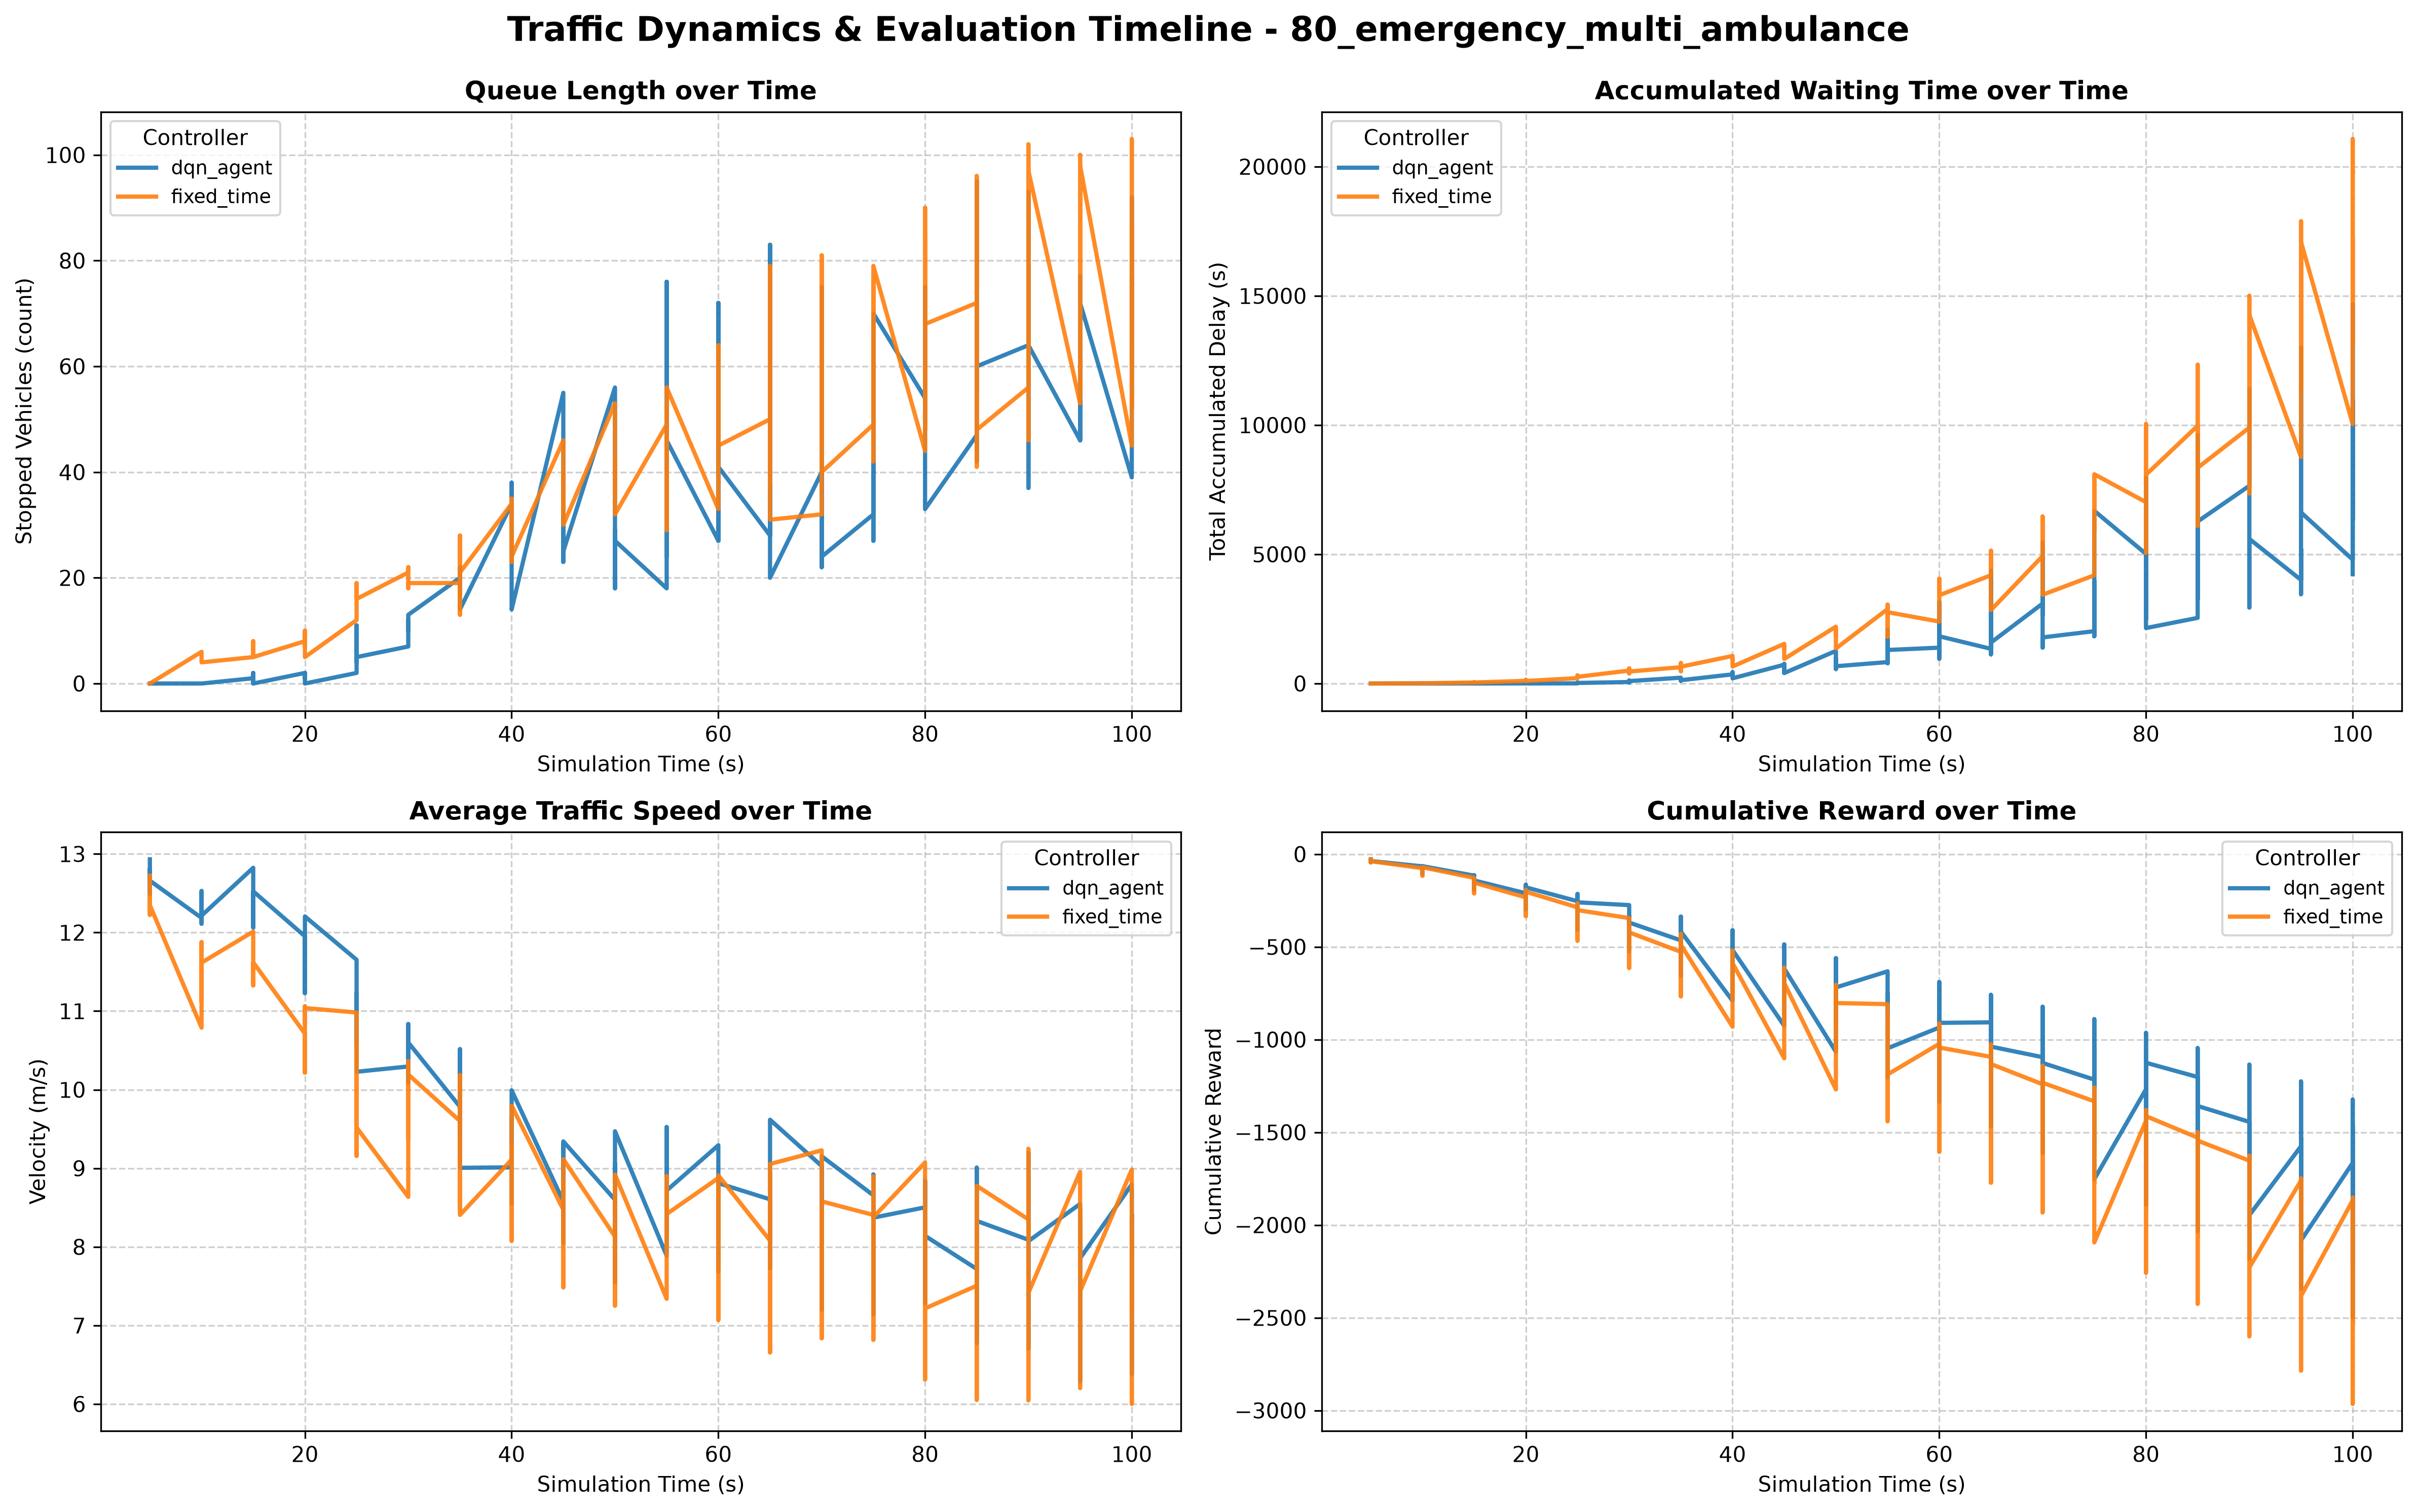 Traffic Dynamics & Evaluation Timeline - 80_emergency_multi_ambulance
Queue Length over Time
Controller
dqn_agent
fixed_time
Stopped Vehicles (count)
100
80
60
40
20
0
20 40 60 80 100
Simulation Time (s)
Accumulated Waiting Time over Time
Controller
dqn_agent
fixed_time
Total Accumulated Delay (s)
20000
15000
10000
5000
0
20 40 60 80 100
Simulation Time (s)
Average Traffic Speed over Time
Controller
dqn_agent
fixed_time
Velocity (m/s)
13
12
11
10
9
8
7
6
20 40 60 80 100
Simulation Time (s)
Cumulative Reward over Time
Controller
dqn_agent
fixed_time
Cumulative Reward
0
−500
−1000
−1500
−2000
−2500
−3000
20 40 60 80 100
Simulation Time (s)